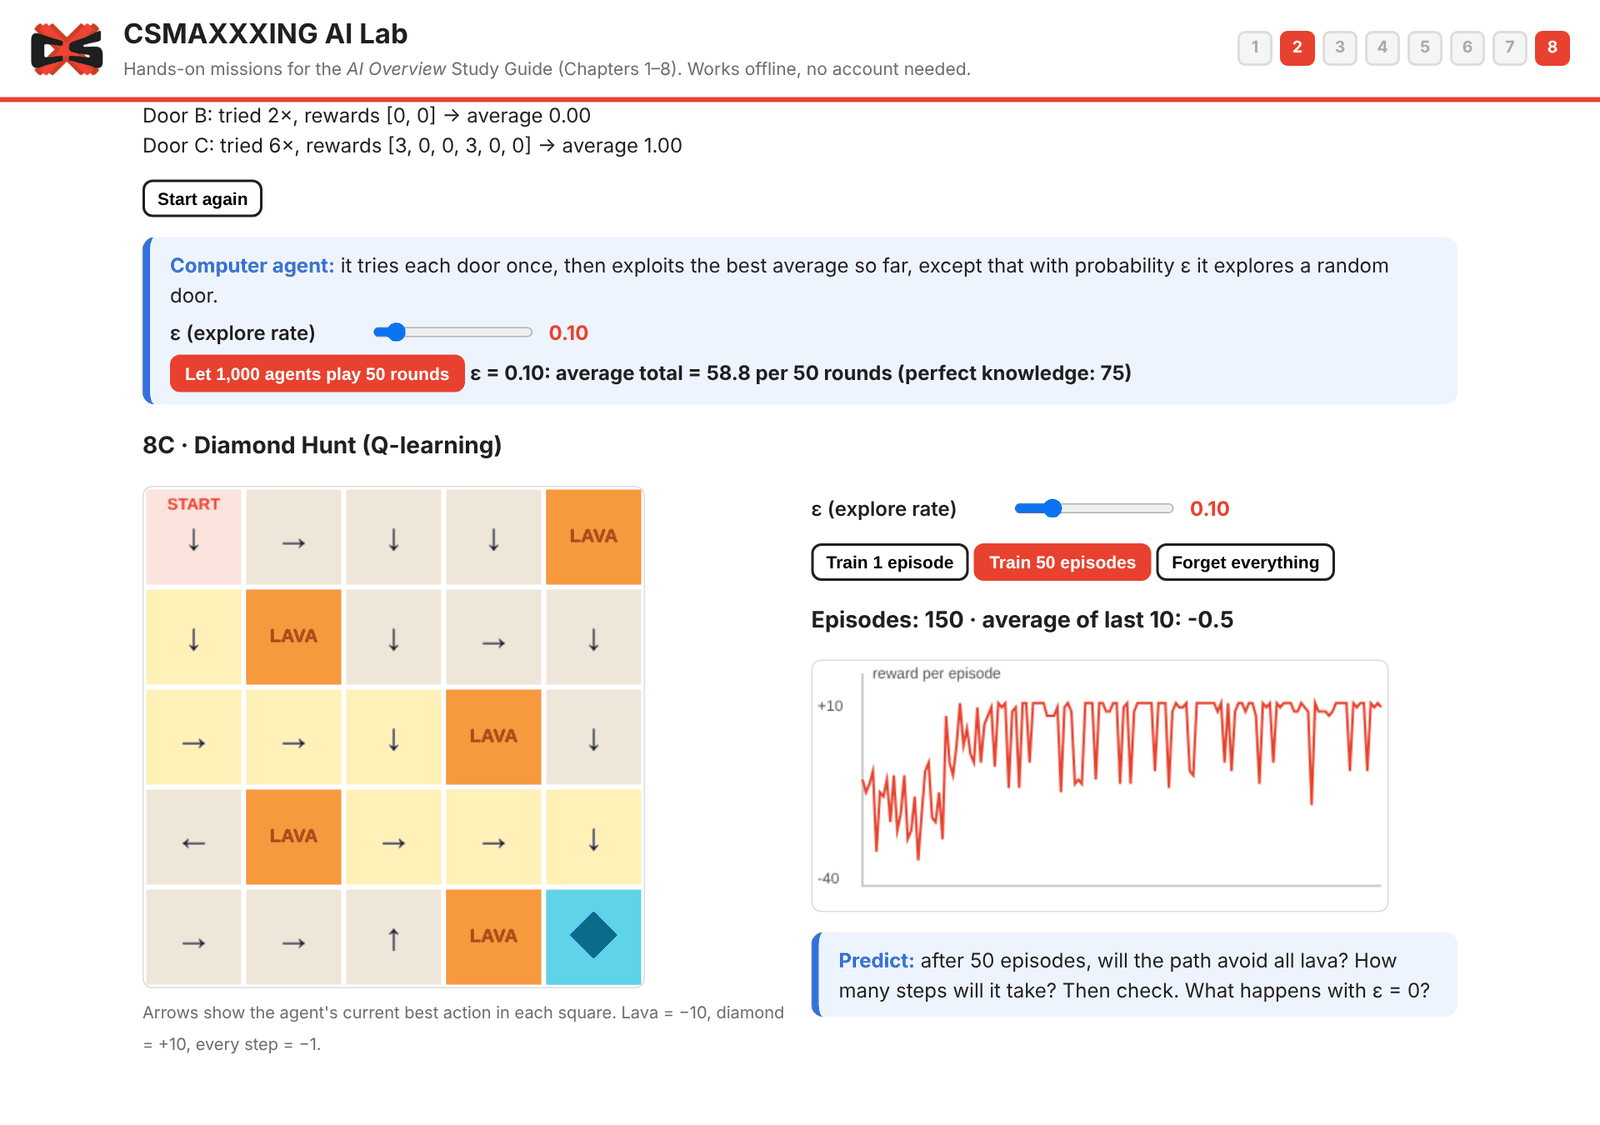 CS
CSMAXXXING AI Lab
Hands-on missions for the AI Overview Study Guide (Chapters 1–8). Works offline, no account needed.
1 2 3 4 5 6 7 8
Door B: tried 2×, rewards [0, 0] → average 0.00
Door C: tried 6×, rewards [3, 0, 0, 3, 0, 0] → average 1.00
Start again
Computer agent: it tries each door once, then exploits the best average so far, except that with probability ε it explores a random
door.
ε (explore rate) 0.10
Let 1,000 agents play 50 rounds ε = 0.10: average total = 58.8 per 50 rounds (perfect knowledge: 75)
8C · Diamond Hunt (Q-learning)
START
↓ → ↓ ↓ LAVA
↓ LAVA ↓ → ↓
→ → ↓ LAVA ↓
← LAVA → → ↓
→ → ↑ LAVA
Arrows show the agent's current best action in each square. Lava = −10, diamond
= +10, every step = −1.
ε (explore rate) 0.10
Train 1 episode Train 50 episodes Forget everything
Episodes: 150 · average of last 10: -0.5
reward per episode
+10
-40
Predict: after 50 episodes, will the path avoid all lava? How
many steps will it take? Then check. What happens with ε = 0?